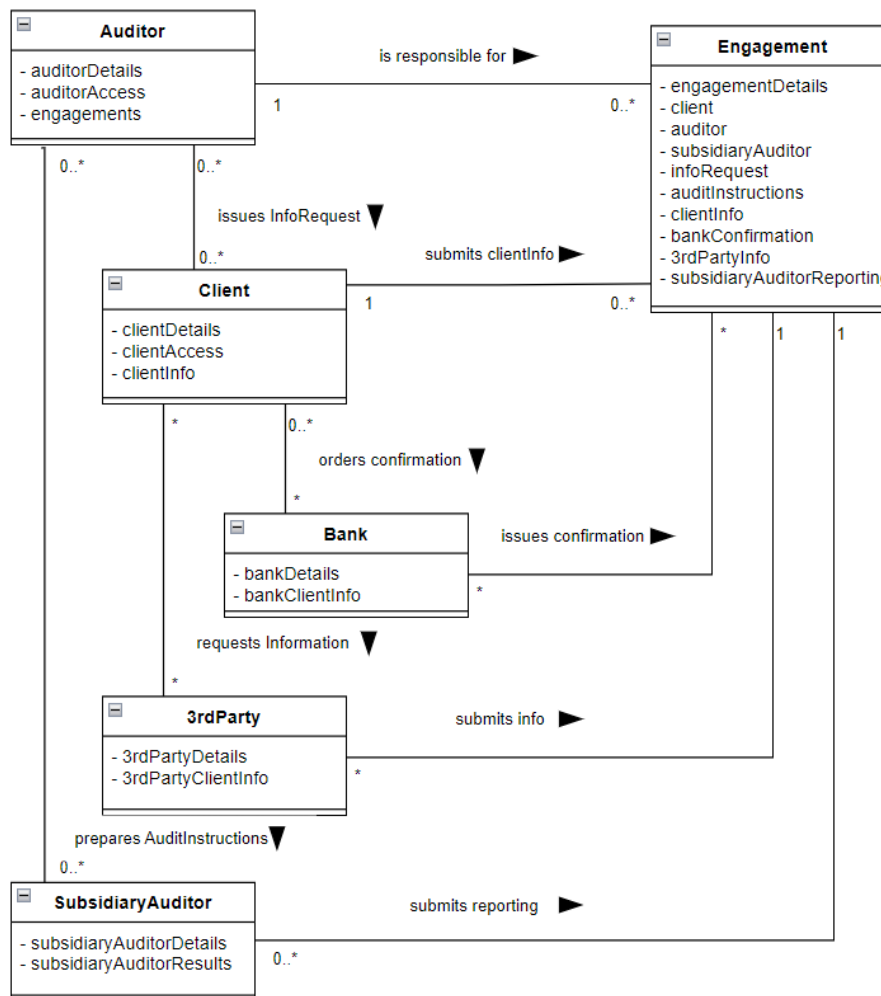 Auditor
- auditorDetails
- auditorAccess
- engagements
is responsible for
1
0..*
Engagement
- engagementDetails
- client
- auditor
- subsidiaryAuditor
- infoRequest
- auditInstructions
- clientInfo
- bankConfirmation
- 3rdPartyInfo
- subsidiaryAuditorReporting
0..*
0..*
issues InfoRequest
0..*
submits clientInfo
1
0..*
Client
- clientDetails
- clientAccess
- clientInfo
*
1
1
*
0..*
orders confirmation
*
Bank
- bankDetails
- bankClientInfo
issues confirmation
*
requests Information
*
3rdParty
- 3rdPartyDetails
- 3rdPartyClientInfo
submits info
*
prepares AuditInstructions
0..*
SubsidiaryAuditor
- subsidiaryAuditorDetails
- subsidiaryAuditorResults
submits reporting
0..*